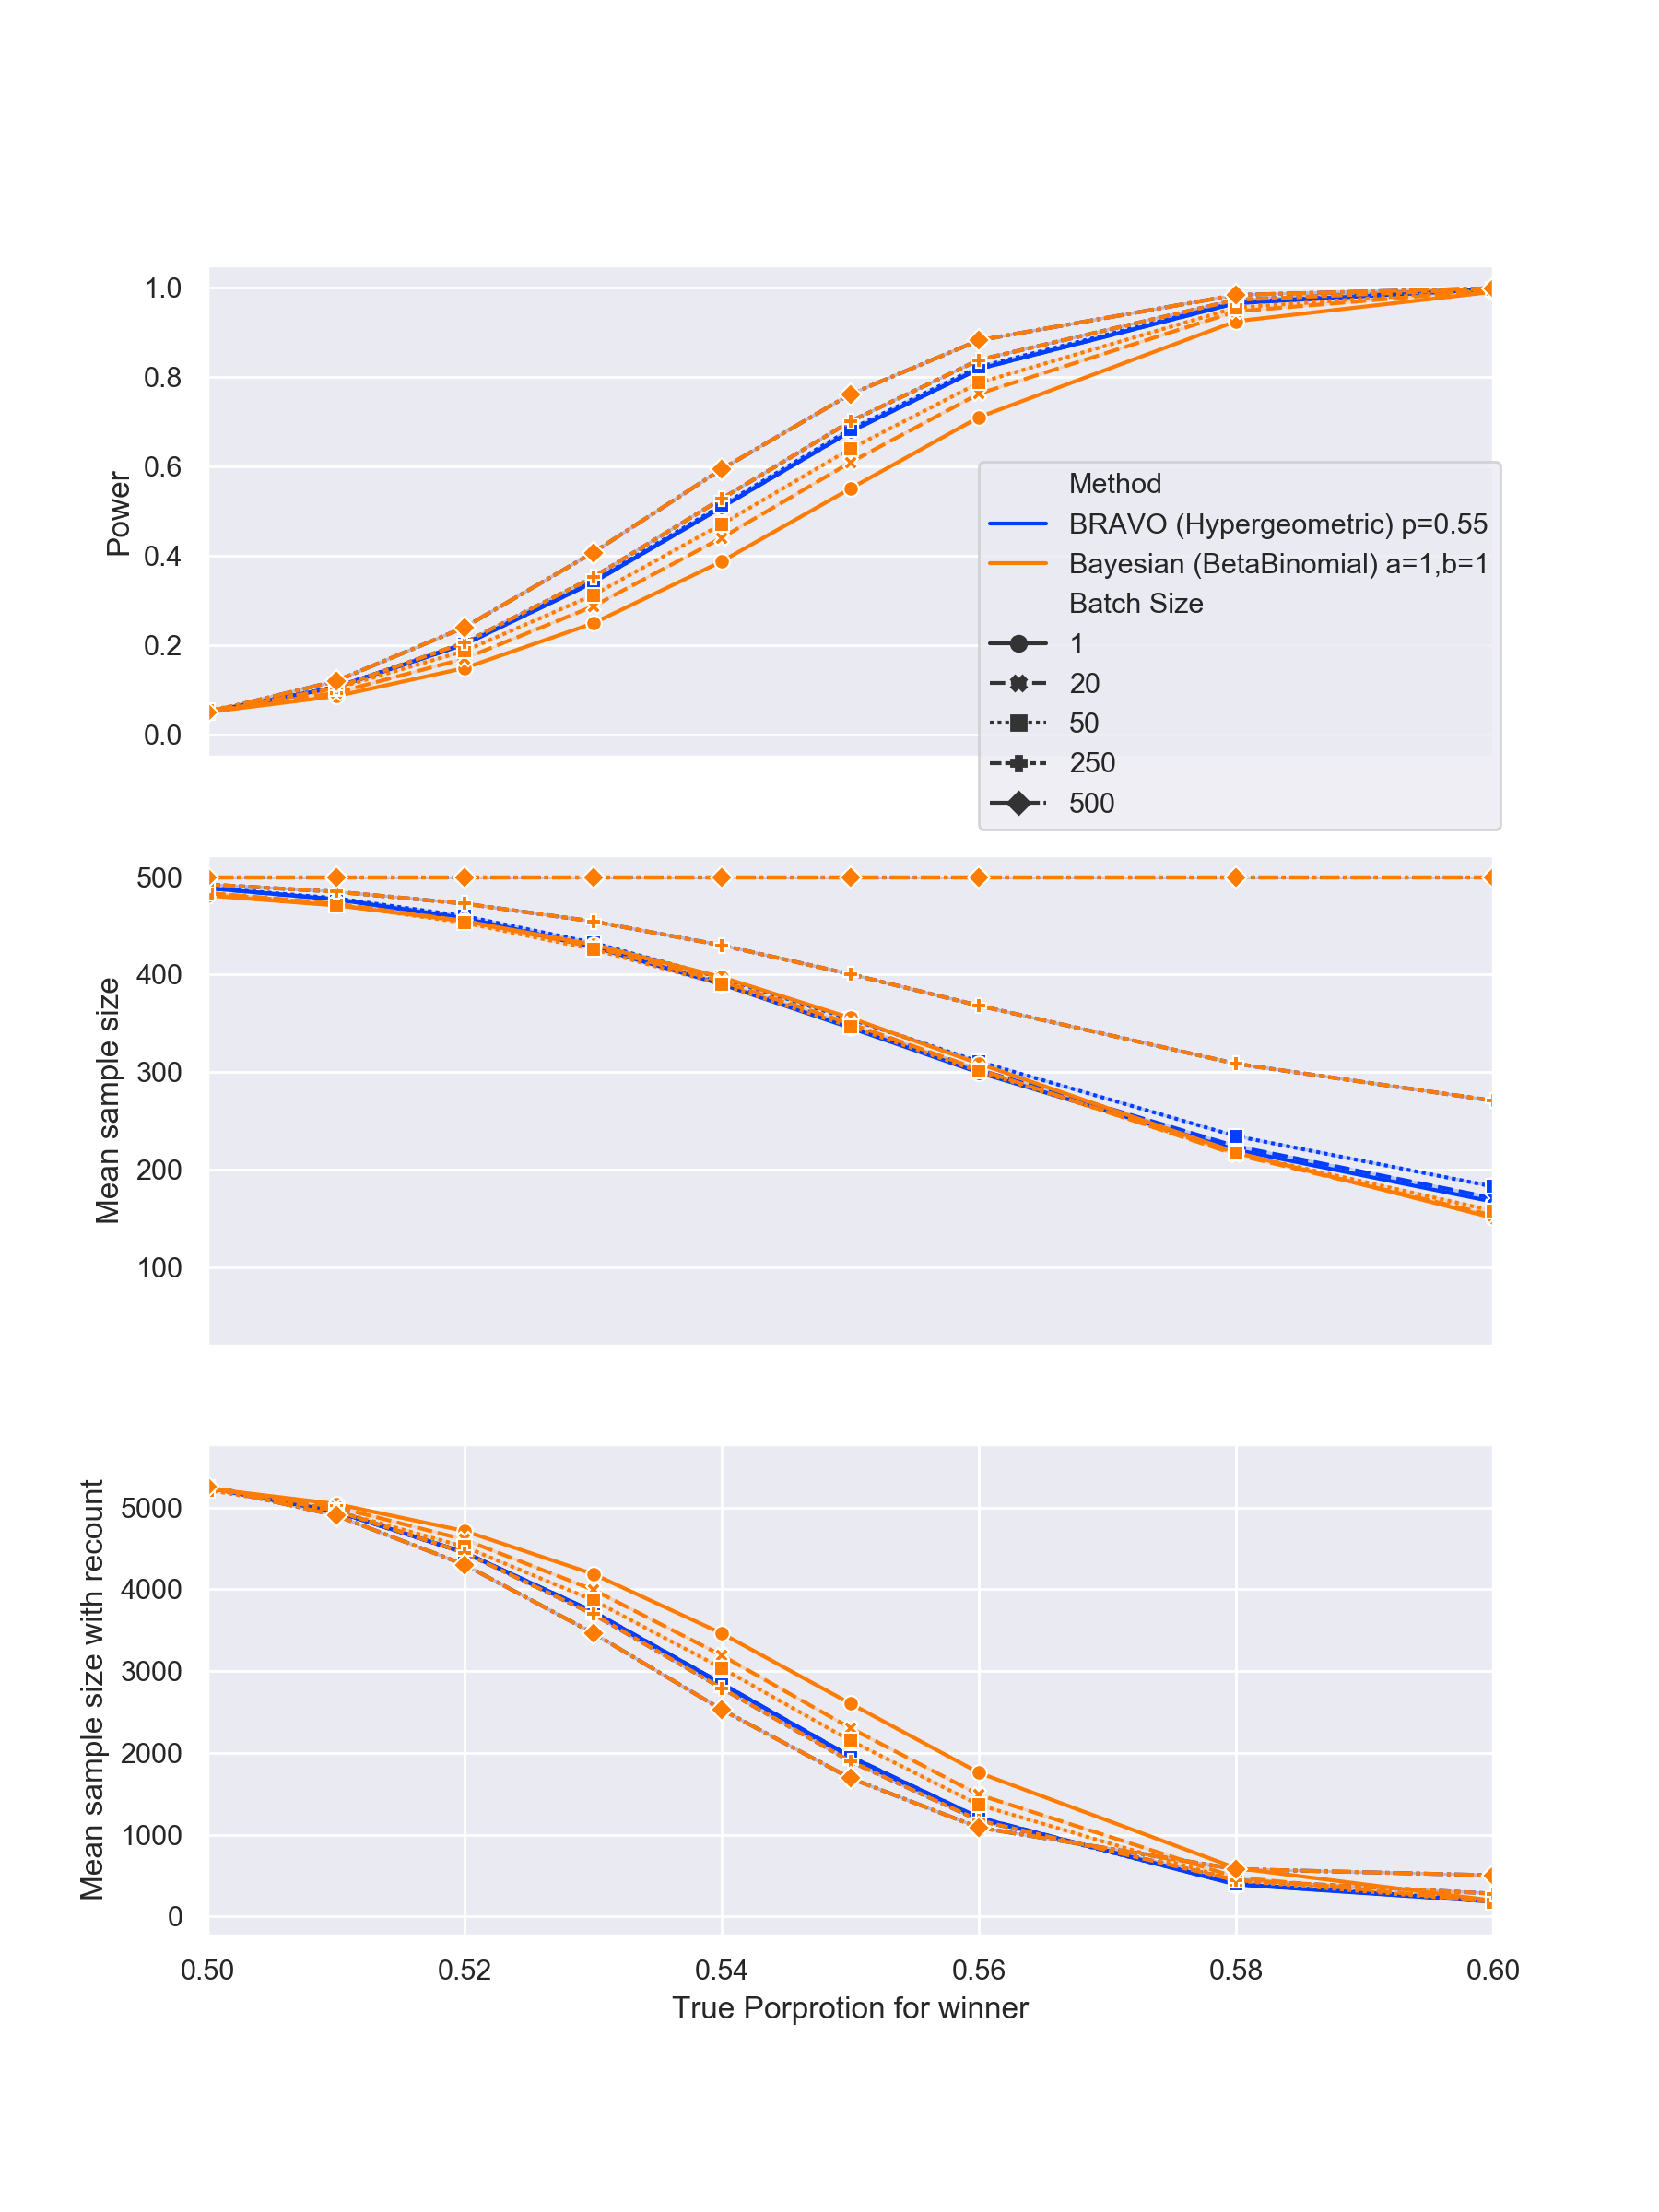 1.0
0.8
0.6
0.4
0.2
0.0
Power
Method
BRAVO (Hypergeometric) p=0.55
Bayesian (BetaBinomial) a=1,b=1
Batch Size
1
20
50
250
500
500
400
300
200
100
Mean sample size
5000
4000
3000
2000
1000
0
Mean sample size with recount
0.50 0.52 0.54 0.56 0.58 0.60
True Porprotion for winner